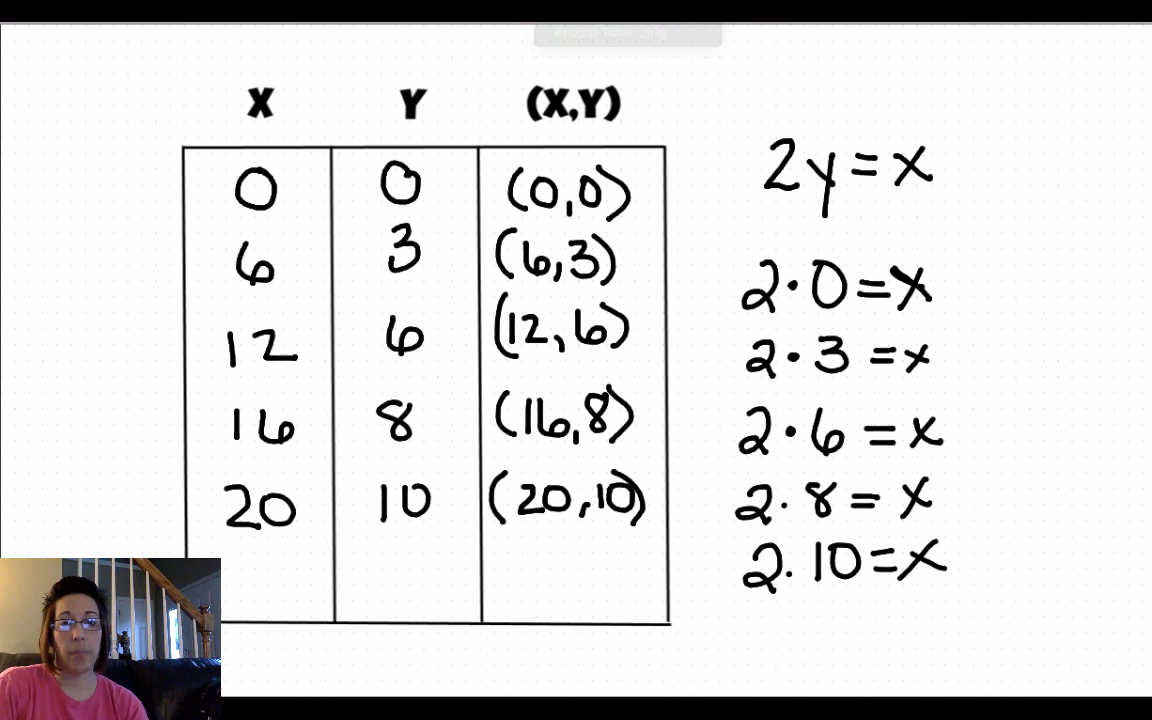 X Y (X,Y)
0 0 (0,0)
6 3 (6,3)
12 6 (12,6)
16 8 (16,8)
20 10 (20,10)
2y=x
2·0=x
2·3=x
2·6=x
2·8=x
2·10=x